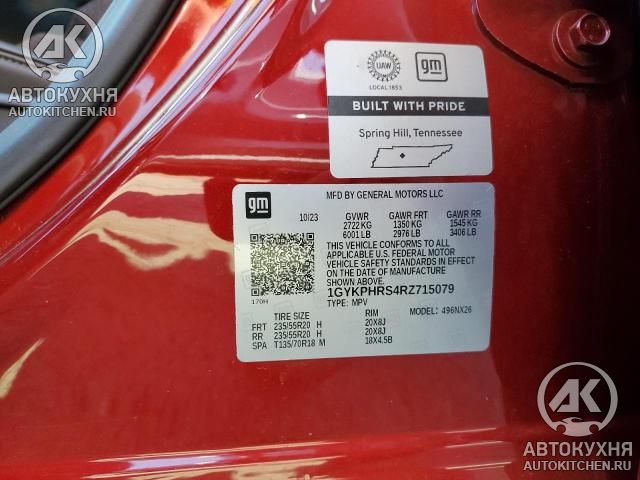 АВТОКУХНЯ
AUTOKITCHEN.RU
UAW
LOCAL 1853
gm
BUILT WITH PRIDE
Spring Hill, Tennessee
gm
MFD BY GENERAL MOTORS LLC
10/23 GVWR GAWR FRT GAWR RR
2722 KG 1350 KG 1545 KG
6001 LB 2976 LB 3406 LB
THIS VEHICLE CONFORMS TO ALL
APPLICABLE U.S. FEDERAL MOTOR
VEHICLE SAFETY STANDARDS IN EFFECT
ON THE DATE OF MANUFACTURE
SHOWN ABOVE.
1GYKPHRS4RZ715079
170H TYPE: MPV
MODEL: 496NX26
TIRE SIZE RIM
FRT 235/55R20 H 20X8J
RR 235/55R20 H 20X8J
SPA T135/70R18 M 18X4.5B
АК
АВТОКУХНЯ
AUTOKITCHEN.RU